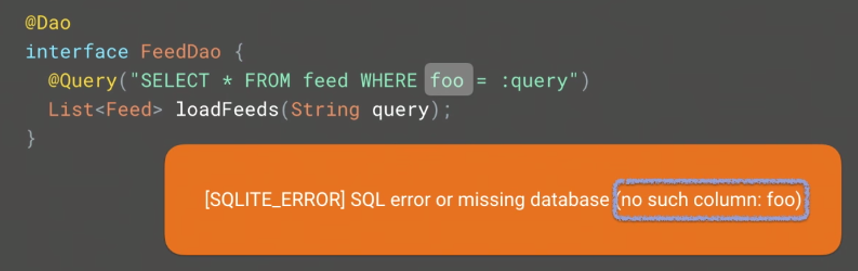 @Dao
interface FeedDao {
@Query("SELECT * FROM feed WHERE foo = :query")
List<Feed> loadFeeds(String query);
}
[SQLITE_ERROR] SQL error or missing database (no such column: foo)